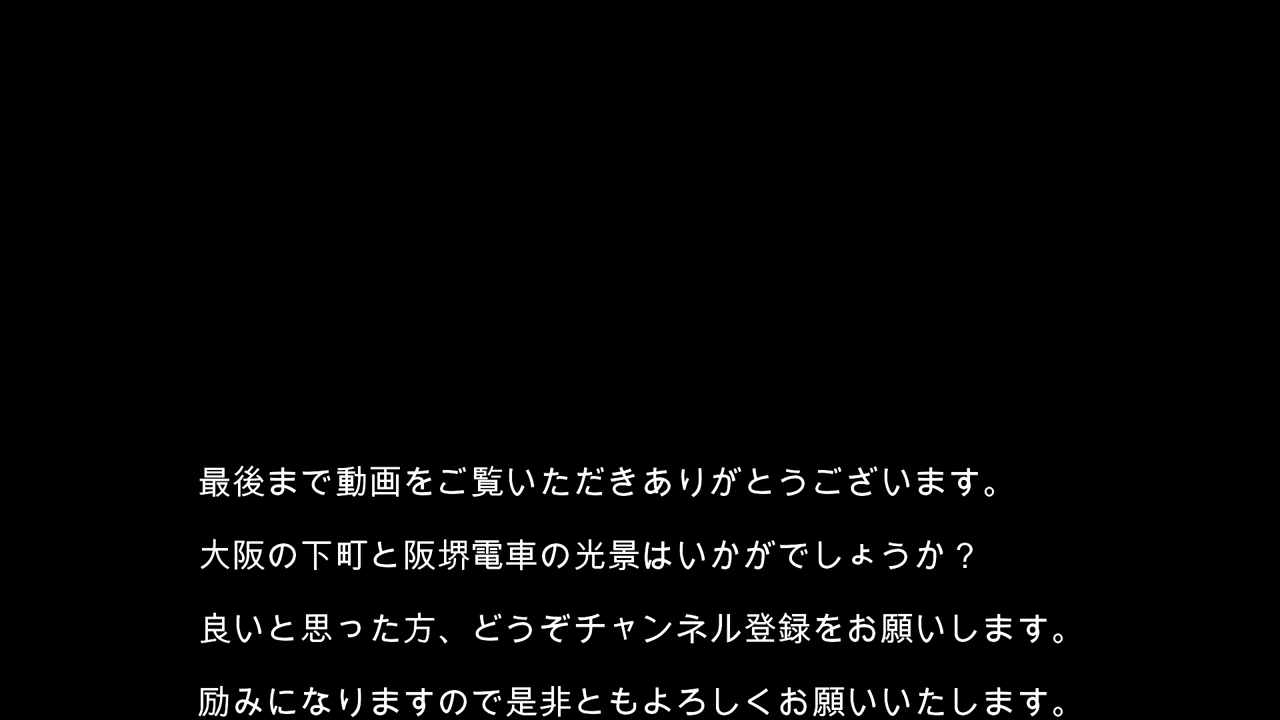 最後まで動画をご覧いただきありがとうございます。
大阪の下町と阪堺電車の光景はいかがでしょうか？
良いと思った方、どうぞチャンネル登録をお願いします。
励みになりますので是非ともよろしくお願いいたします。